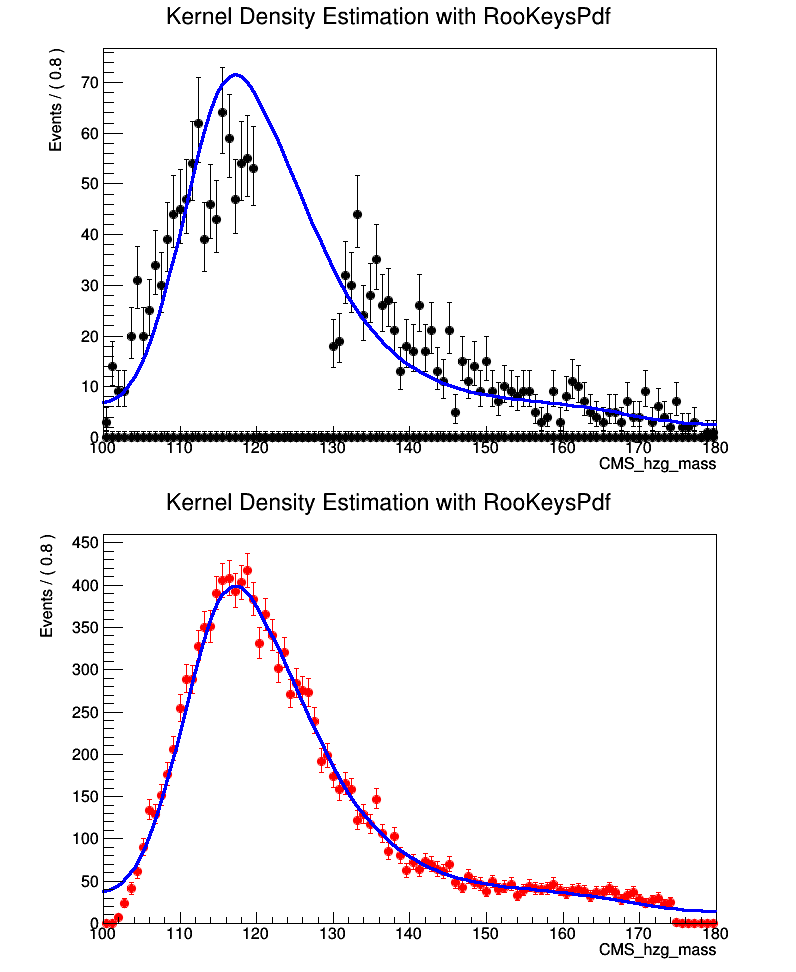 Kernel Density Estimation with RooKeysPdf
Events / ( 0.8 )
70
60
50
40
30
20
10
0
100 110 120 130 140 150 160 170 180
CMS_hzg_mass
Kernel Density Estimation with RooKeysPdf
Events / ( 0.8 )
450
400
350
300
250
200
150
100
50
0
100 110 120 130 140 150 160 170 180
CMS_hzg_mass